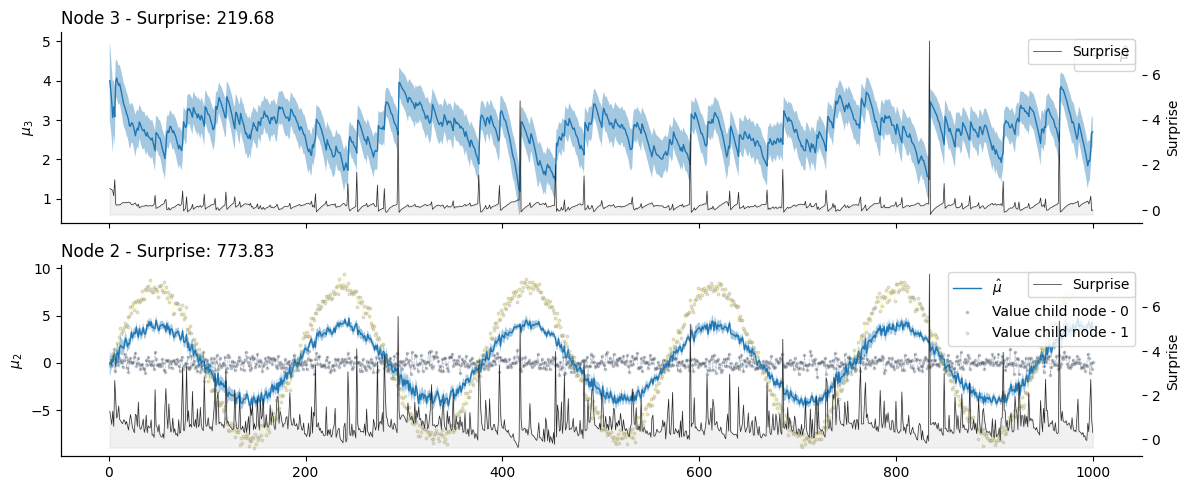 Node 3 - Surprise: 219.68
5
4
3
2
1
μ₃
Surprise
μ̂
6
4
2
0
Surprise
Node 2 - Surprise: 773.83
10
5
0
−5
μ₂
μ̂
Value child node - 0
Value child node - 1
Surprise
6
4
2
0
Surprise
0
200
400
600
800
1000